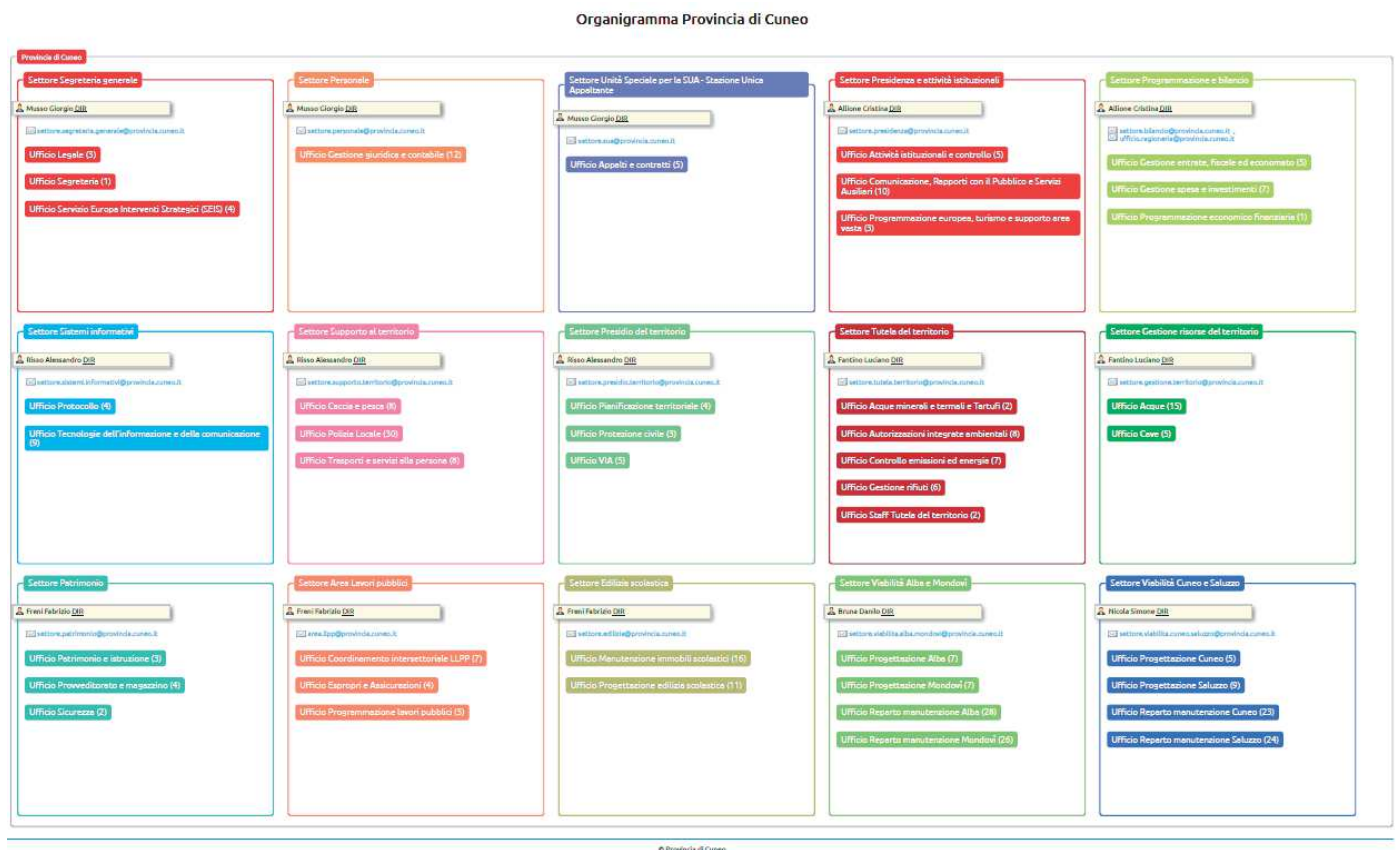 Organigramma Provincia di Cuneo
Provincia di Cuneo
Settore Segreteria generale
Musso Giorgio DIR
settore.segreteria.generale@provincia.cuneo.it
Ufficio Legale (3)
Ufficio Segreteria (1)
Ufficio Servizio Europa Interventi Strategici (SEIS) (4)
Settore Personale
Musso Giorgio DIR
settore.personale@provincia.cuneo.it
Ufficio Gestione giuridica e contabile (12)
Settore Unità Speciale per la SUA - Stazione Unica
Appaltante
Musso Giorgio DIR
settore.sua@provincia.cuneo.it
Ufficio Appalti e contratti (5)
Settore Presidenza e attività istituzionali
Allione Cristina DIR
settore.presidenza@provincia.cuneo.it
Ufficio Attività istituzionali e controllo (5)
Ufficio Comunicazione, Rapporti con il Pubblico e Servizi
Ausiliari (10)
Ufficio Programmazione europea, turismo e supporto area
vasta (3)
Settore Programmazione e bilancio
Allione Cristina DIR
settore.bilancio@provincia.cuneo.it ,
ufficio.ragioneria@provincia.cuneo.it
Ufficio Gestione entrate, fiscale ed economato (5)
Ufficio Gestione spesa e investimenti (7)
Ufficio Programmazione economico finanziaria (1)
Settore Sistemi informativi
Risso Alessandro DIR
settore.sistemi.informativi@provincia.cuneo.it
Ufficio Protocollo (4)
Ufficio Tecnologie dell'informazione e della comunicazione
(9)
Settore Supporto al territorio
Risso Alessandro DIR
settore.supporto.territorio@provincia.cuneo.it
Ufficio Caccia e pesca (8)
Ufficio Polizia Locale (30)
Ufficio Trasporti e servizi alla persona (8)
Settore Presidio del territorio
Risso Alessandro DIR
settore.presidio.territorio@provincia.cuneo.it
Ufficio Pianificazione territoriale (4)
Ufficio Protezione civile (3)
Ufficio VIA (5)
Settore Tutela del territorio
Fantino Luciano DIR
settore.tutela.territorio@provincia.cuneo.it
Ufficio Acque minerali e termali e Tartufi (2)
Ufficio Autorizzazioni integrate ambientali (8)
Ufficio Controllo emissioni ed energia (7)
Ufficio Gestione rifiuti (6)
Ufficio Staff Tutela del territorio (2)
Settore Gestione risorse del territorio
Fantino Luciano DIR
settore.gestione.territorio@provincia.cuneo.it
Ufficio Acque (15)
Ufficio Cave (5)
Settore Patrimonio
Freni Fabrizio DIR
settore.patrimonio@provincia.cuneo.it
Ufficio Patrimonio e istruzione (3)
Ufficio Provveditorato e magazzino (4)
Ufficio Sicurezza (2)
Settore Area Lavori pubblici
Freni Fabrizio DIR
area.llpp@provincia.cuneo.it
Ufficio Coordinamento intersettoriale LLPP (7)
Ufficio Espropri e Assicurazioni (4)
Ufficio Programmazione lavori pubblici (5)
Settore Edilizia scolastica
Freni Fabrizio DIR
settore.edilizia@provincia.cuneo.it
Ufficio Manutenzione immobili scolastici (16)
Ufficio Progettazione edilizia scolastica (11)
Settore Viabilità Alba e Mondovì
Bruna Danilo DIR
settore.viabilita.alba.mondovi@provincia.cuneo.it
Ufficio Progettazione Alba (7)
Ufficio Progettazione Mondovì (7)
Ufficio Reparto manutenzione Alba (28)
Ufficio Reparto manutenzione Mondovì (26)
Settore Viabilità Cuneo e Saluzzo
Nicola Simone DIR
settore.viabilita.cuneo.saluzzo@provincia.cuneo.it
Ufficio Progettazione Cuneo (5)
Ufficio Progettazione Saluzzo (9)
Ufficio Reparto manutenzione Cuneo (23)
Ufficio Reparto manutenzione Saluzzo (24)
© Provincia di Cuneo